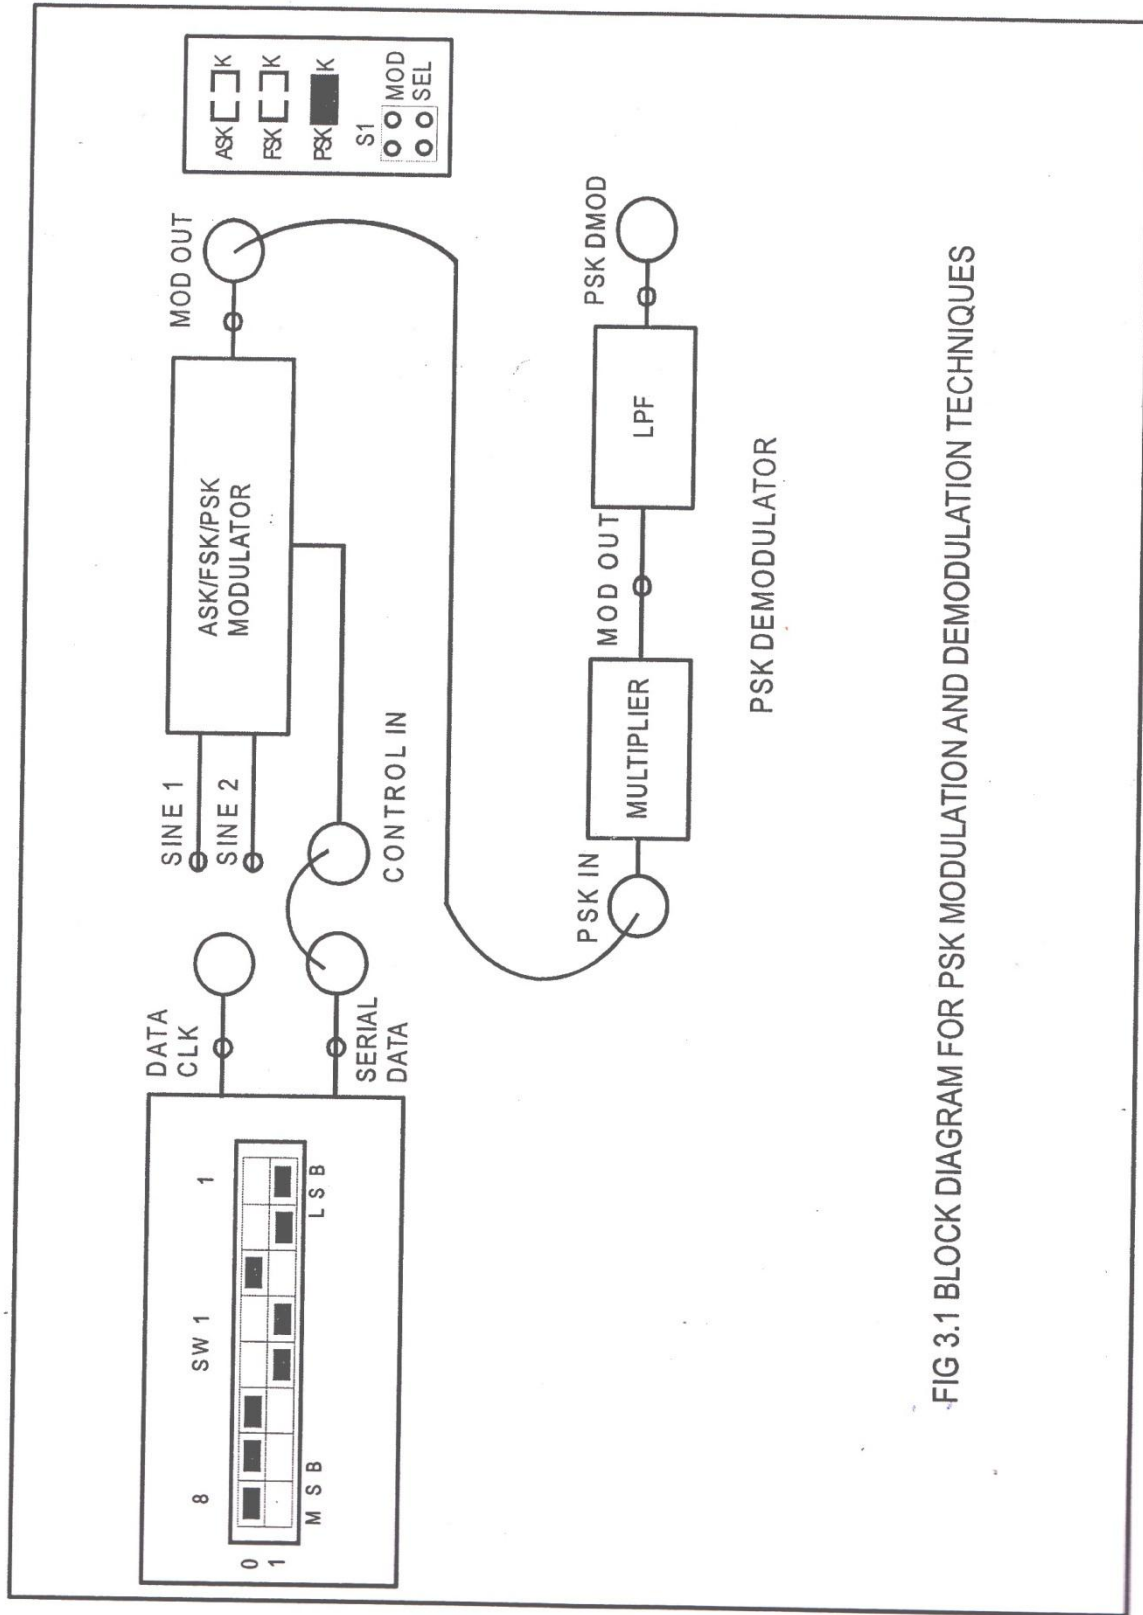 8
SW 1
1
0
1
M S B
L S B
DATA
CLK
SERIAL
DATA
SINE 1
SINE 2
CONTROL IN
ASK/FSK/PSK
MODULATOR
MOD OUT
ASK K
FSK K
PSK K
S1
MOD
SEL
PSK IN
MULTIPLIER
MOD OUT
LPF
PSK DMOD
PSK DEMODULATOR
FIG 3.1 BLOCK DIAGRAM FOR PSK MODULATION AND DEMODULATION TECHNIQUES